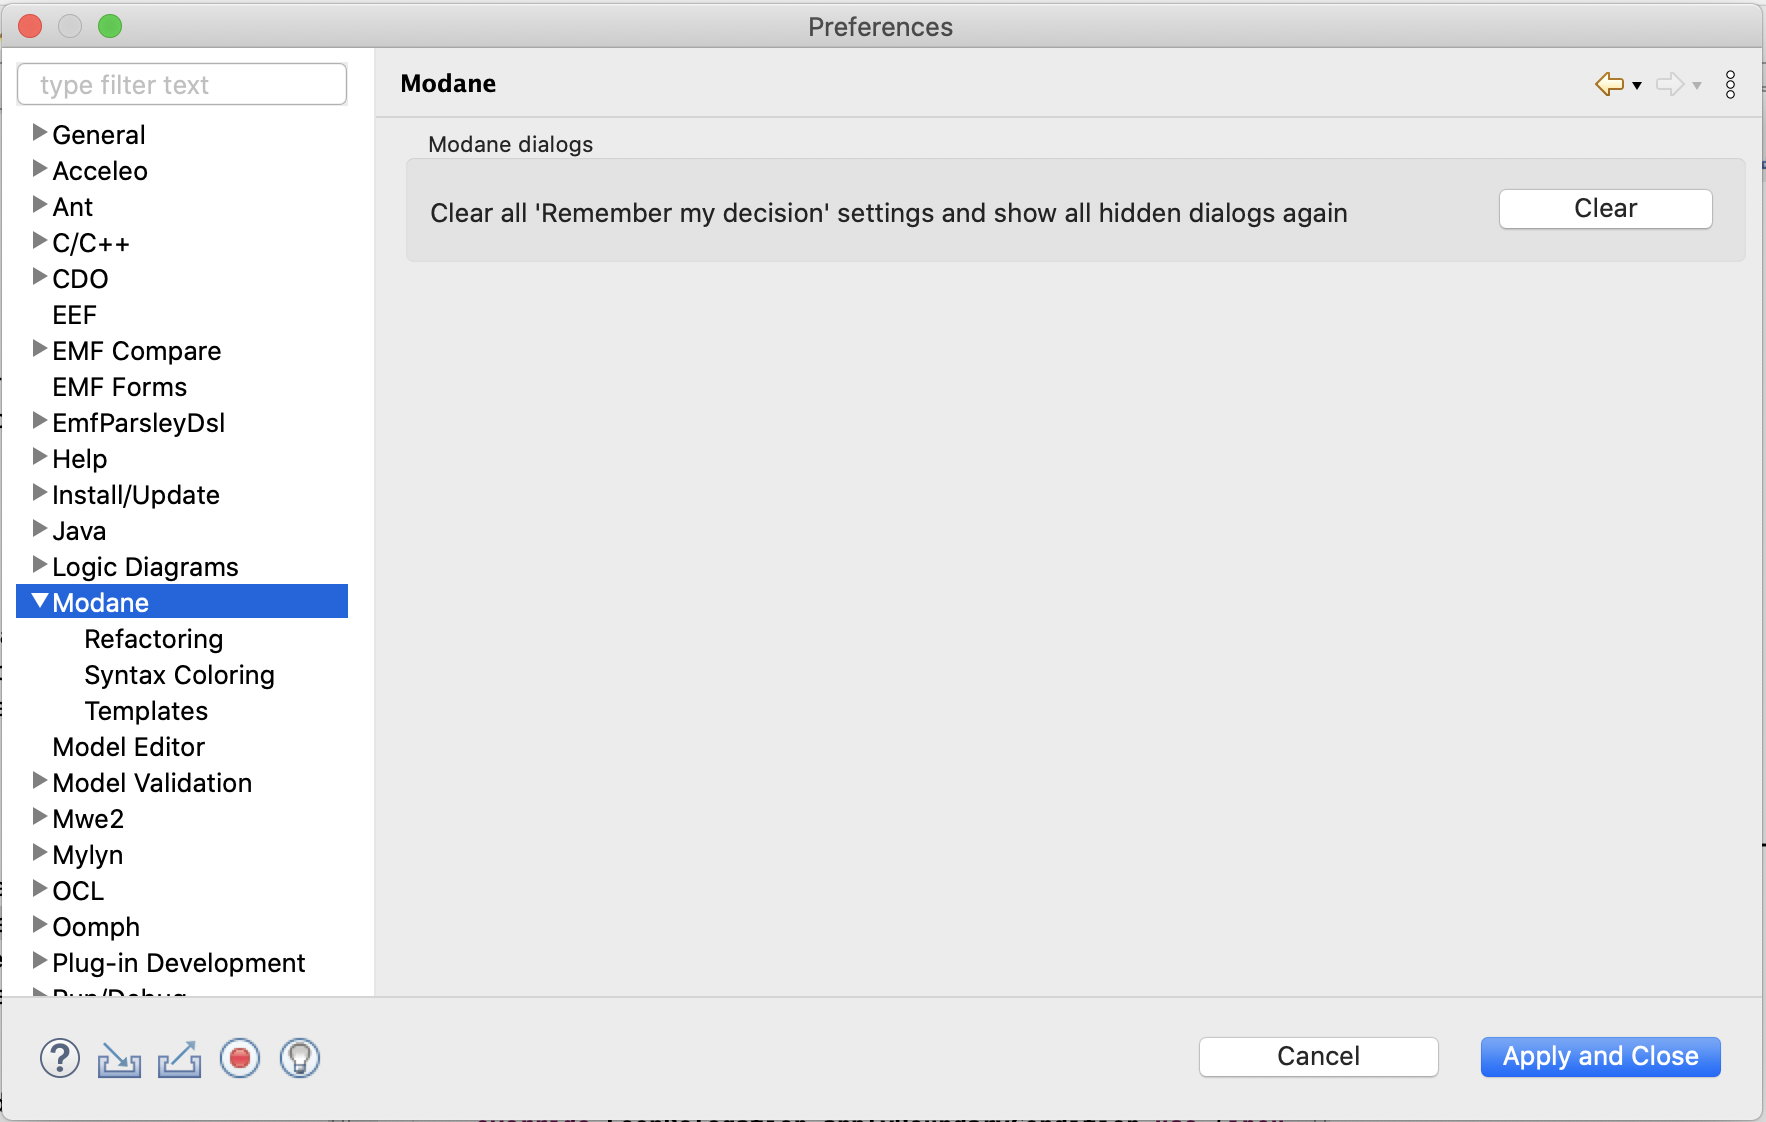 Preferences
type filter text
General
Acceleo
Ant
C/C++
CDO
EEF
EMF Compare
EMF Forms
EmfParsleyDsl
Help
Install/Update
Java
Logic Diagrams
Modane
Refactoring
Syntax Coloring
Templates
Model Editor
Model Validation
Mwe2
Mylyn
OCL
Oomph
Plug-in Development
Run/Debug
Modane
Modane dialogs
Clear all 'Remember my decision' settings and show all hidden dialogs again
Clear
?
Cancel
Apply and Close